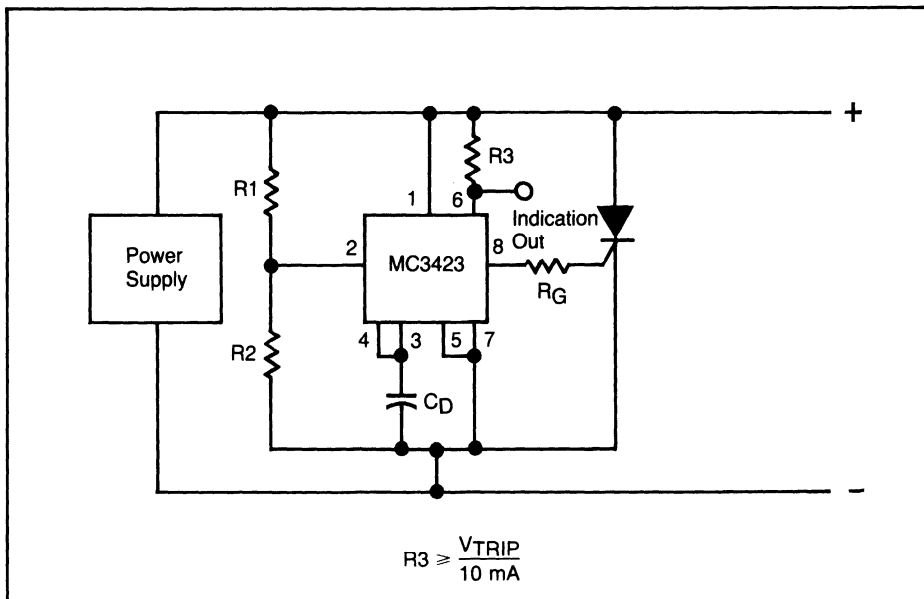 +
R3
R1
1
6
Indication
Out
Power
Supply
2
MC3423
8
RG
R2
4
3
5
7
CD
−
R3 ≥ VTRIP
10 mA